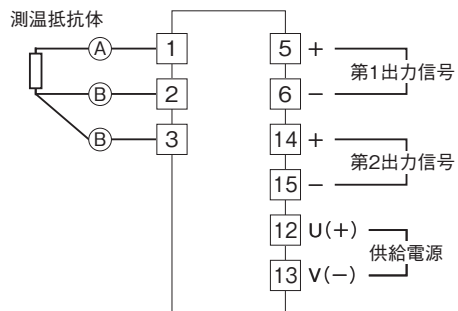 測温抵抗体
A 1
B 2
B 3
5 +
第1出力信号
6 −
14 +
第2出力信号
15 −
12 U(+)
供給電源
13 V(−)